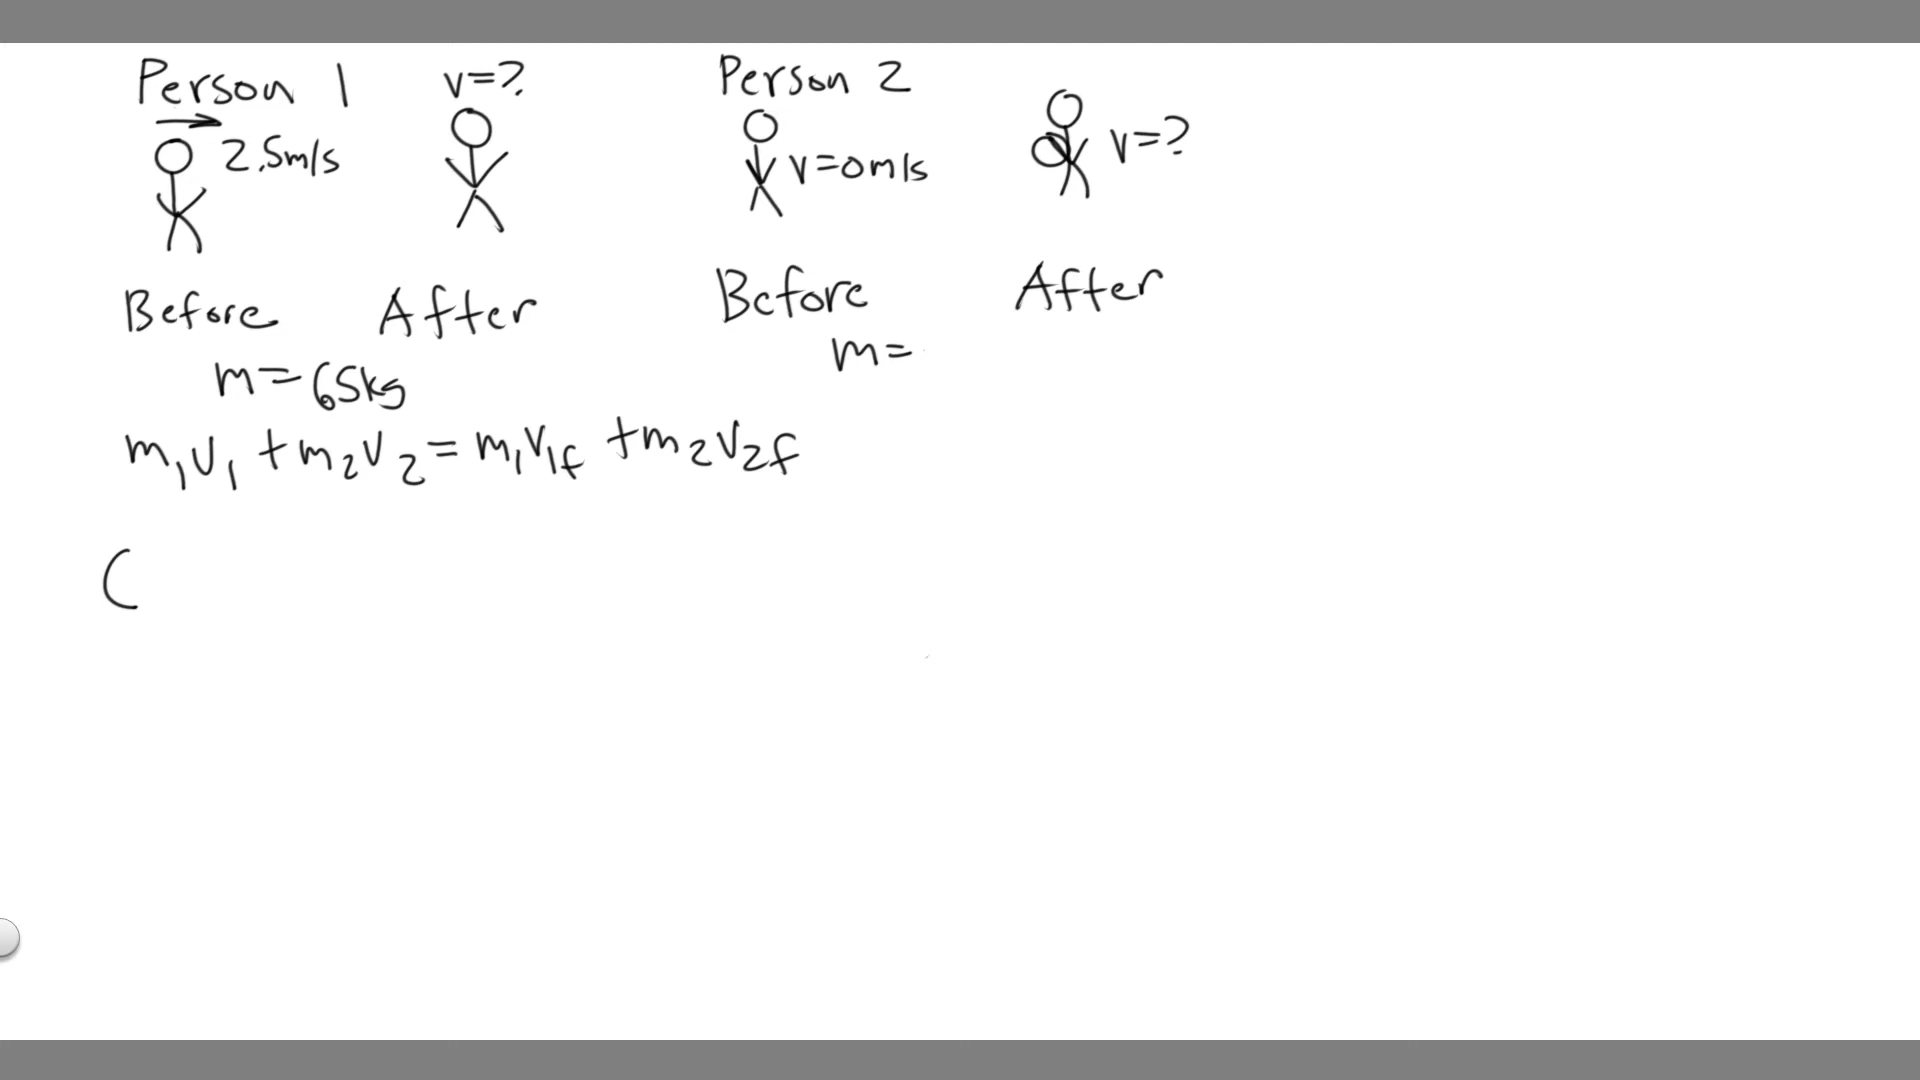 Person 1 v=? Person 2
2.5m/s v=0m/s v=?
Before After Before After
m=65kg m=
m₁v₁ + m₂v₂ = m₁v₁f + m₂v₂f
(